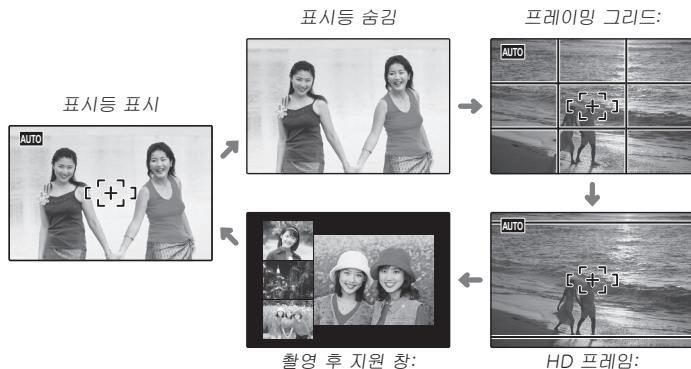 표시등 숨김
프레이밍 그리드:
표시등 표시
AUTO
AUTO
AUTO
촬영 후 지원 창:
HD 프레임: